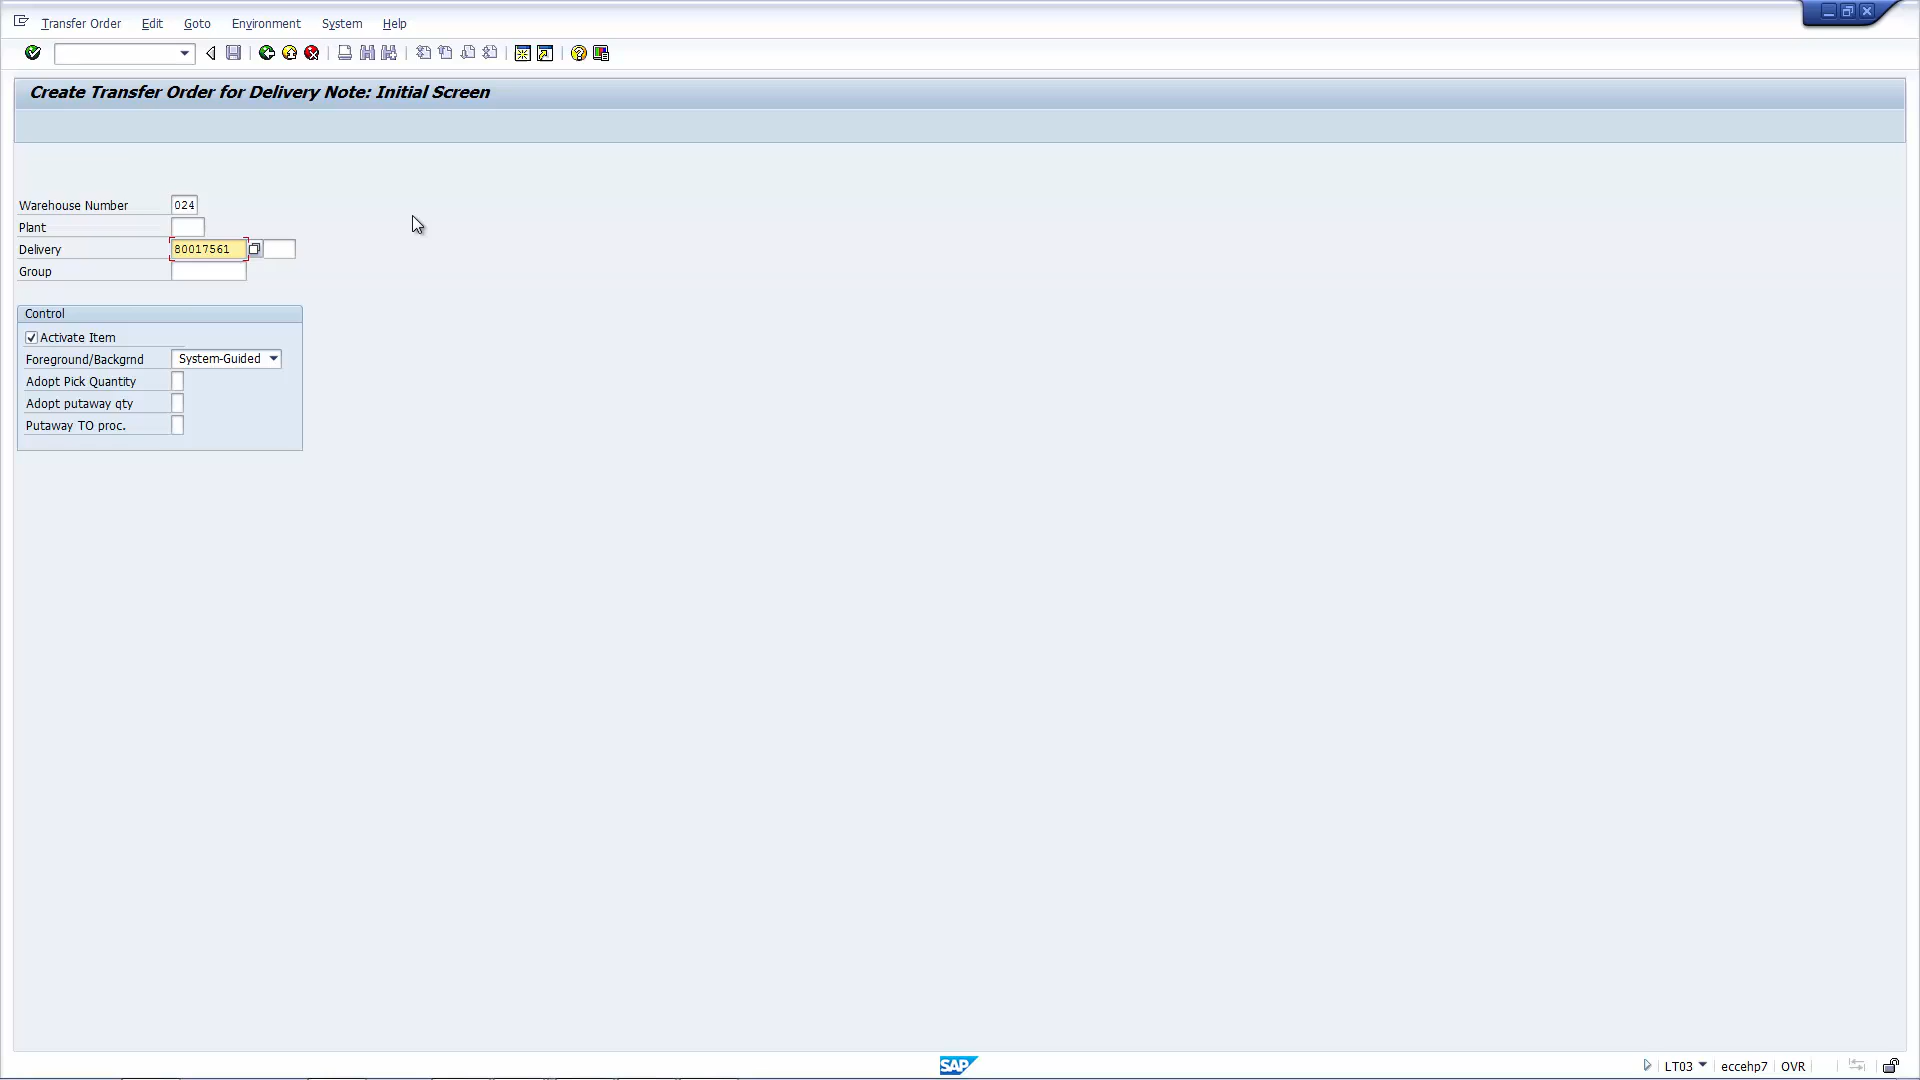 Transfer Order Edit Goto Environment System Help
Create Transfer Order for Delivery Note: Initial Screen
Warehouse Number 024
Plant
Delivery 80017561
Group
Control
Activate Item
Foreground/Backgrnd System-Guided
Adopt Pick Quantity
Adopt putaway qty
Putaway TO proc.
SAP LT03 eccehp7 OVR